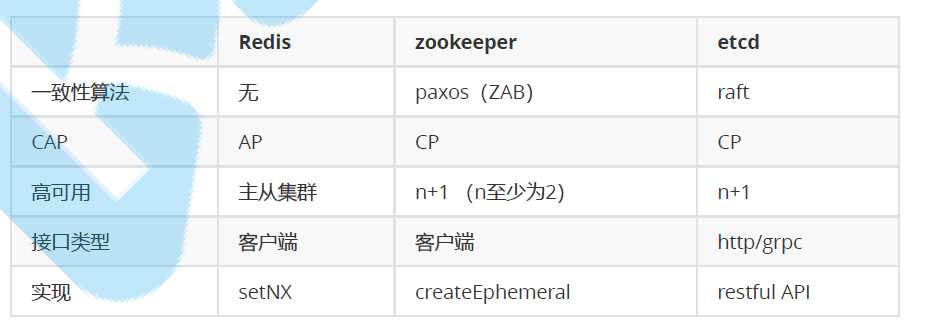 Redis zookeeper etcd
一致性算法 无 paxos（ZAB） raft
CAP AP CP CP
高可用 主从集群 n+1 （n至少为2） n+1
接口类型 客户端 客户端 http/grpc
实现 setNX createEphemeral restful API